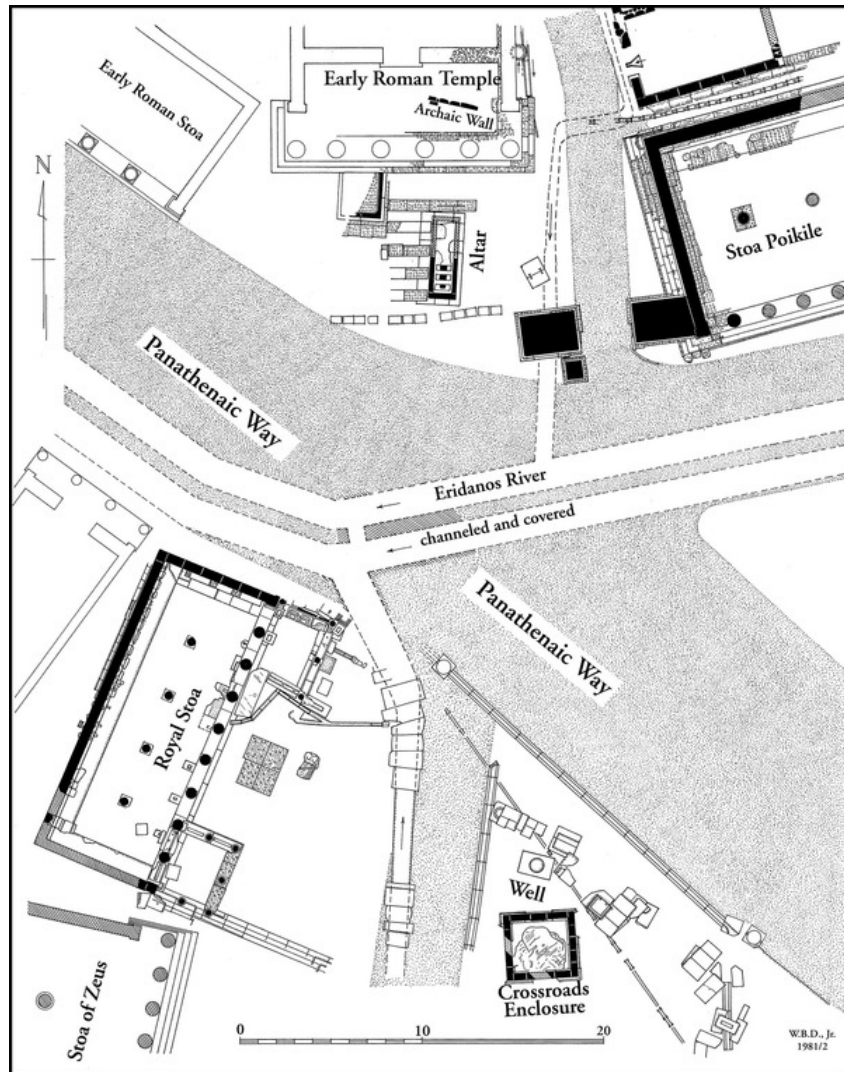 Early Roman Stoa
Early Roman Temple
Archaic Wall
N
Altar
Stoa Poikile
Panathenaic Way
Eridanos River
channeled and covered
Panathenaic Way
Royal Stoa
Well
Crossroads
Enclosure
Stoa of Zeus
0 10 20
W.B.D., Jr.
1981/2